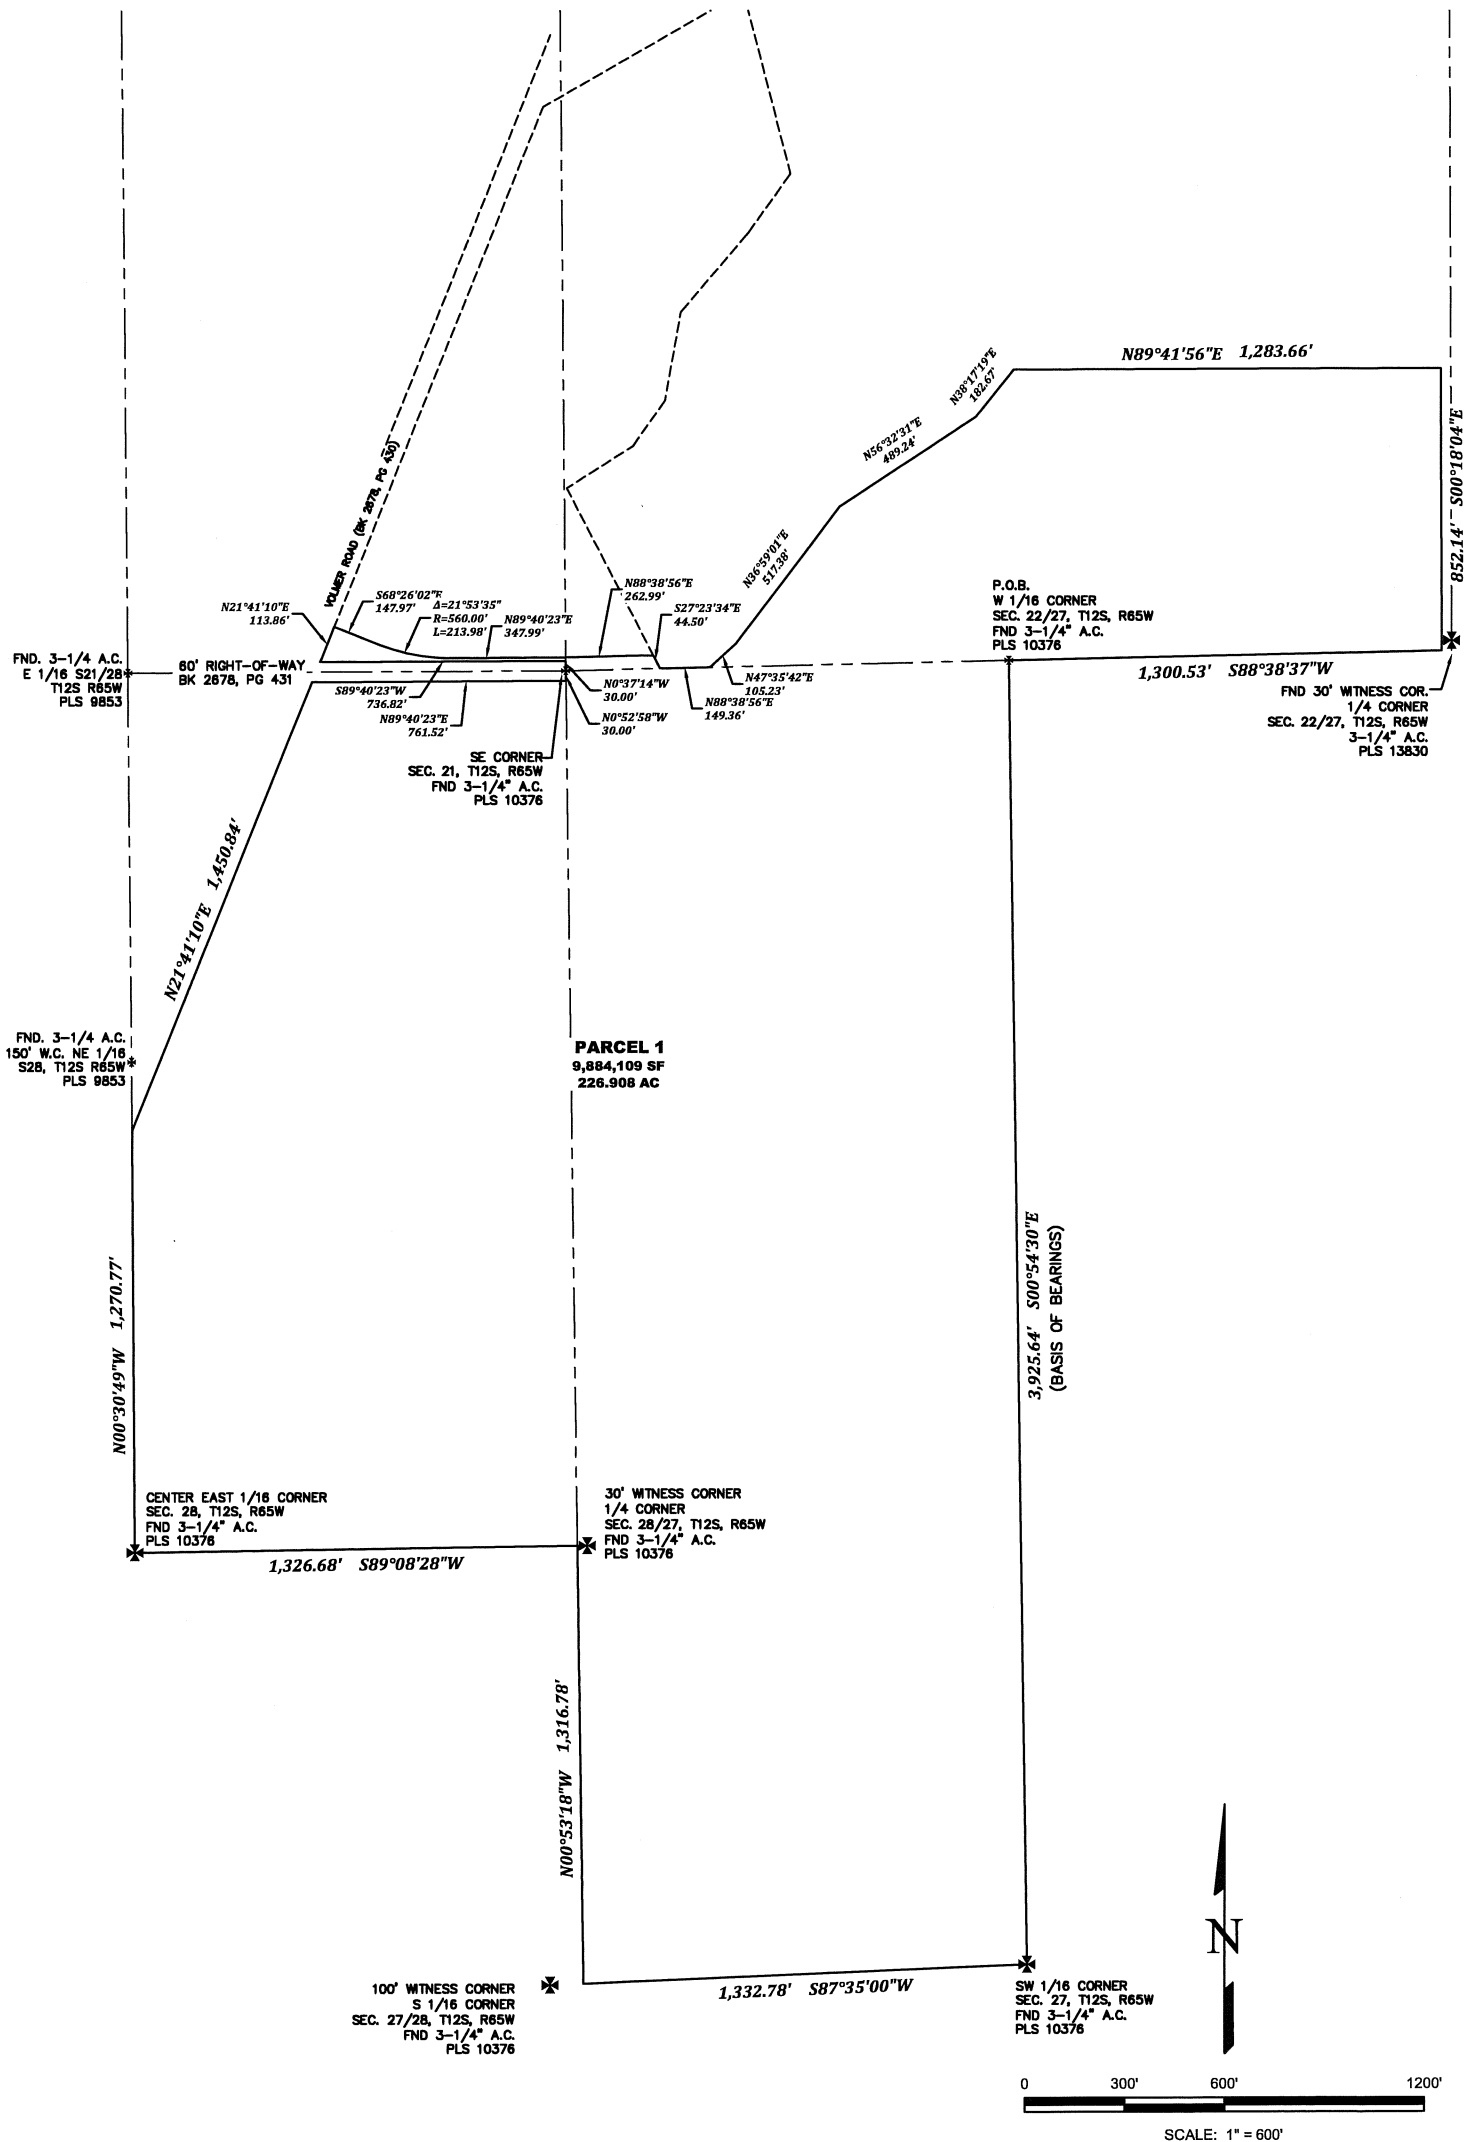 N89°41'56"E 1,283.66'
N38°17'19"E
182.67'
N56°32'31"E
489.24'
852.14' S00°18'04"E
VOLMER ROAD (BK 2678, PG 430)
N36°59'01"E
517.38'
N21°41'10"E
113.86'
S68°26'02"E
147.97'
Δ=21°53'35"
R=560.00'
L=213.98'
N89°40'23"E
347.99'
N88°38'56"E
262.99'
S27°23'34"E
44.50'
P.O.B.
W 1/16 CORNER
SEC. 22/27, T12S, R65W
FND 3-1/4" A.C.
PLS 10376
FND. 3-1/4 A.C.
E 1/16 S21/28
T12S R65W
PLS 9853
60' RIGHT-OF-WAY
BK 2678, PG 431
S89°40'23"W
736.82'
N89°40'23"E
761.52'
N0°37'14"W
30.00'
N0°52'58"W
30.00'
N47°35'42"E
105.23'
N88°38'56"E
149.36'
1,300.53' S88°38'37"W
FND 30' WITNESS COR.
1/4 CORNER
SEC. 22/27, T12S, R65W
3-1/4" A.C.
PLS 13830
SE CORNER
SEC. 21, T12S, R65W
FND 3-1/4" A.C.
PLS 10376
N21°41'10"E 1,450.84'
FND. 3-1/4 A.C.
150' W.C. NE 1/16
S28, T12S R65W
PLS 9853
PARCEL 1
9,884,109 SF
226.908 AC
N00°30'49"W 1,270.77'
3,925.64' S00°54'30"E
(BASIS OF BEARINGS)
CENTER EAST 1/16 CORNER
SEC. 28, T12S, R65W
FND 3-1/4" A.C.
PLS 10376
30' WITNESS CORNER
1/4 CORNER
SEC. 28/27, T12S, R65W
FND 3-1/4" A.C.
PLS 10376
1,326.68' S89°08'28"W
N00°53'18"W 1,316.78'
100' WITNESS CORNER
S 1/16 CORNER
SEC. 27/28, T12S, R65W
FND 3-1/4" A.C.
PLS 10376
1,332.78' S87°35'00"W
SW 1/16 CORNER
SEC. 27, T12S, R65W
FND 3-1/4" A.C.
PLS 10376
N
0 300' 600' 1200'
SCALE: 1" = 600'